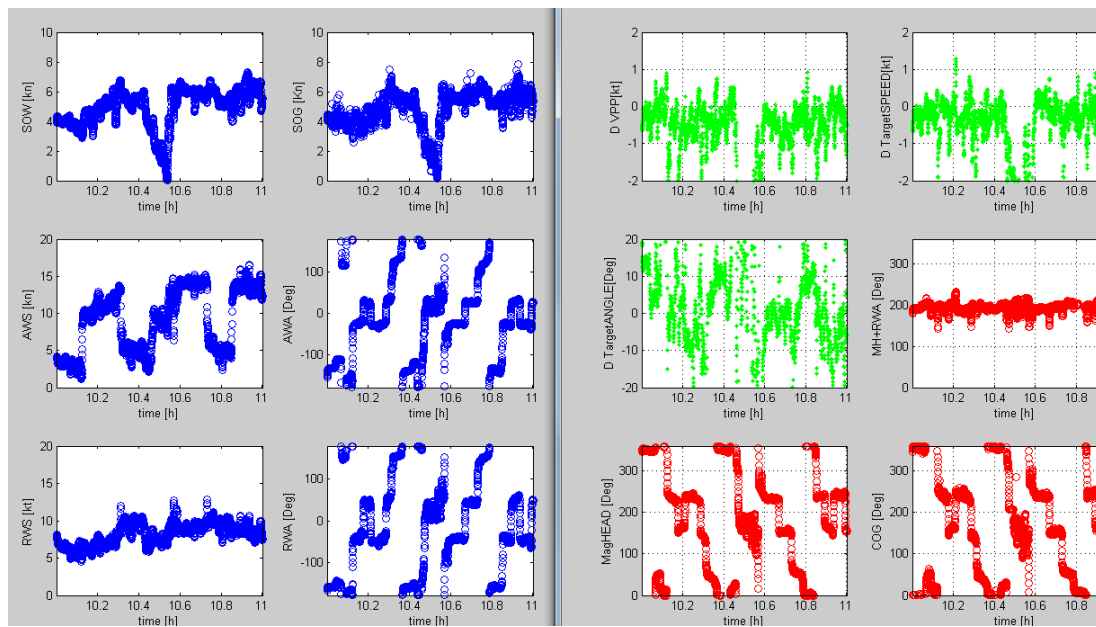 10
8
6
4
2
0
SOW [kn]
10.2 10.4 10.6 10.8 11
time [h]
10
8
6
4
2
0
SOG [Kn]
10.2 10.4 10.6 10.8 11
time [h]
2
1
0
-1
-2
D VPP[kt]
10.2 10.4 10.6 10.8 11
time [h]
2
1
0
-1
-2
D TargetSPEED[kt]
10.2 10.4 10.6 10.8
time [h]
20
15
10
5
0
AWS [kn]
10.2 10.4 10.6 10.8 11
time [h]
100
0
-100
AWA [Deg]
10.2 10.4 10.6 10.8 11
time [h]
20
10
0
-10
-20
D TargetANGLE[Deg]
10.2 10.4 10.6 10.8 11
time [h]
300
200
100
0
MH+RWA [Deg]
10.2 10.4 10.6 10.8
time [h]
20
15
10
5
0
RWS [kt]
10.2 10.4 10.6 10.8 11
time [h]
100
0
-100
RWA [Deg]
10.2 10.4 10.6 10.8 11
time [h]
300
200
100
0
MagHEAD [Deg]
10.2 10.4 10.6 10.8 11
time [h]
300
200
100
0
COG [Deg]
10.2 10.4 10.6 10.8
time [h]